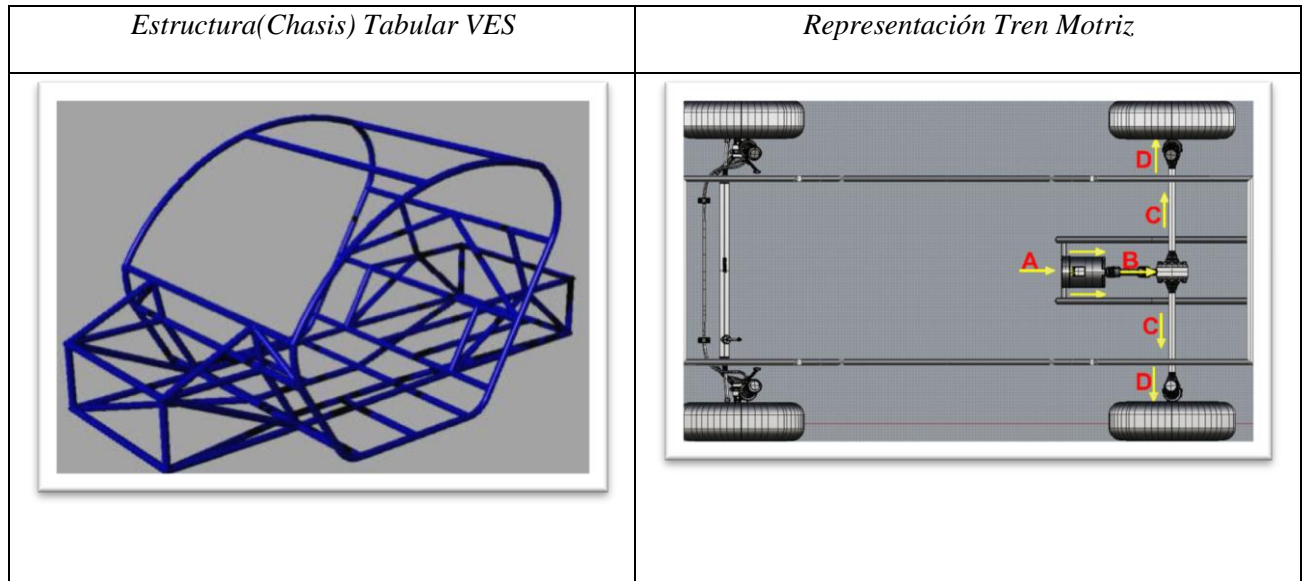 Estructura(Chasis) Tabular VES
Representación Tren Motriz
D
C
A
B
C
D